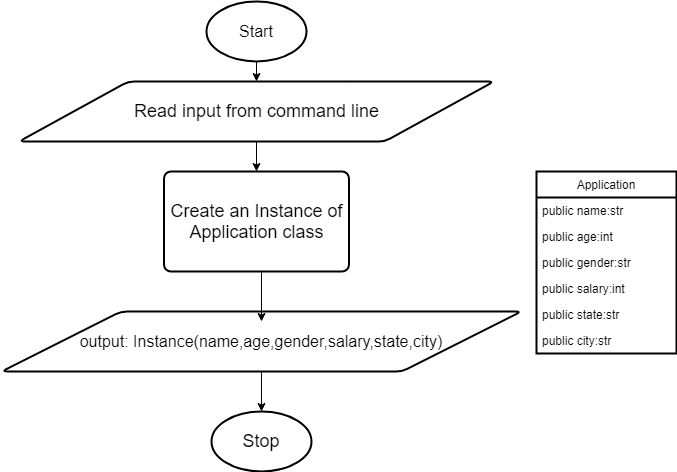 Start
Read input from command line
Create an Instance of
Application class
output: Instance(name,age,gender,salary,state,city)
Stop
Application
public name:str
public age:int
public gender:str
public salary:int
public state:str
public city:str